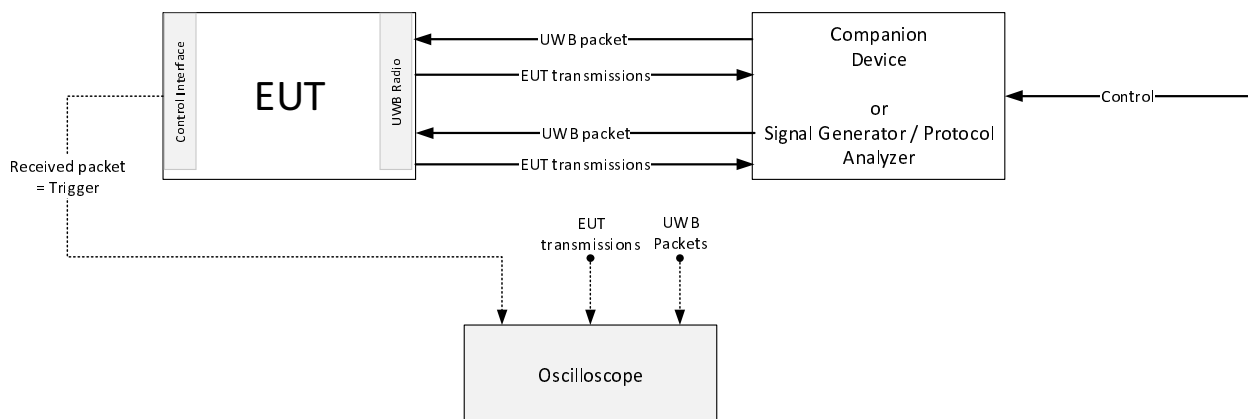 Control Interface
EUT
UWB Radio
UWB packet
EUT transmissions
UWB packet
EUT transmissions
Companion
Device
or
Signal Generator / Protocol
Analyzer
Control
Received packet
= Trigger
EUT
transmissions
UWB
Packets
Oscilloscope